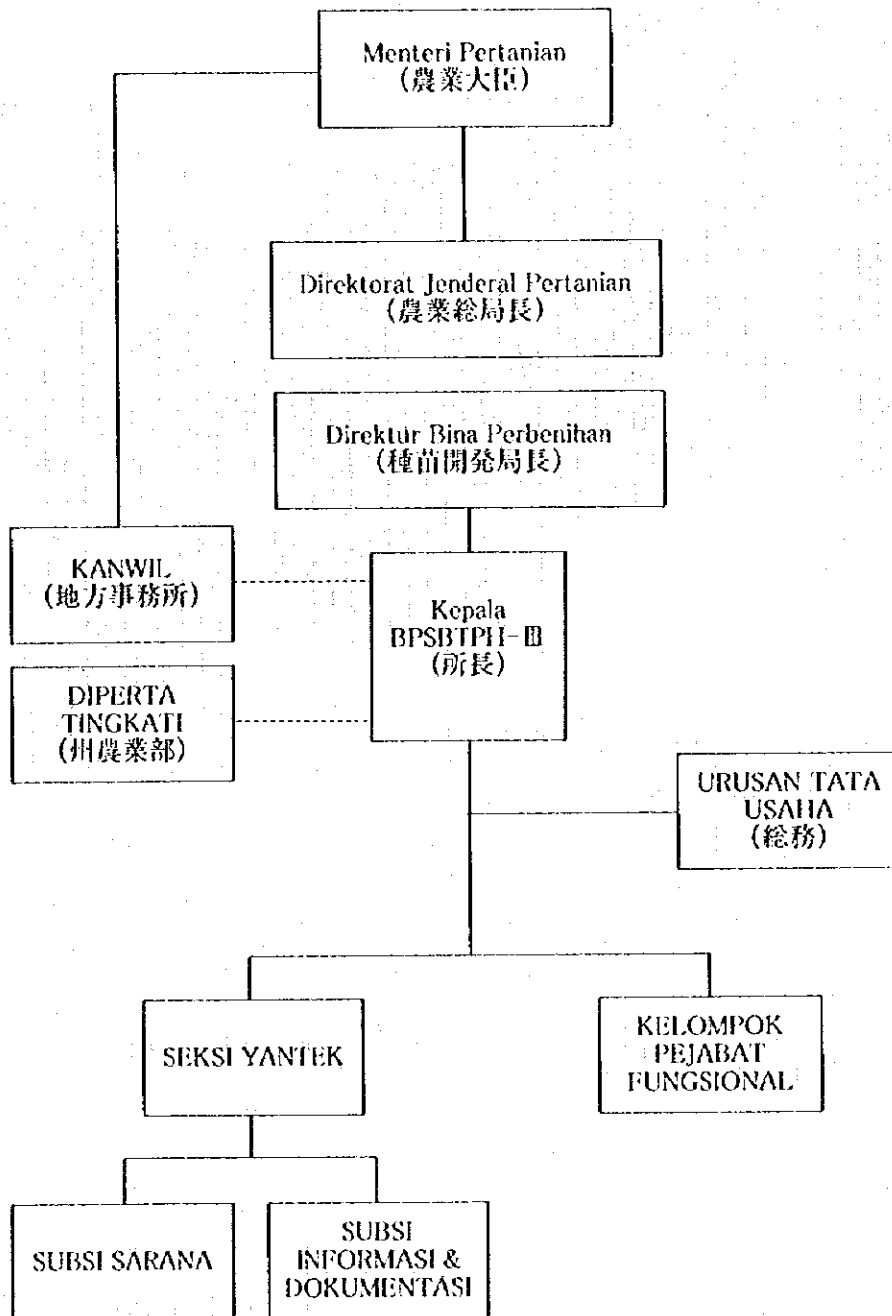 Menteri Pertanian
(農業大臣)
Direktorat Jenderal Pertanian
(農業総局長)
Direktur Bina Perbenihan
(種苗開発局長)
KANWIL
(地方事務所)
Kepala
BPSBTPH-Ⅲ
(所長)
DIPERTA
TINGKATI
(州農業部)
URUSAN TATA
USAHA
(総務)
SEKSI YANTEK
KELOMPOK
PEJABAT
FUNGSIONAL
SUBSI SARANA
SUBSI
INFORMASI &
DOKUMENTASI